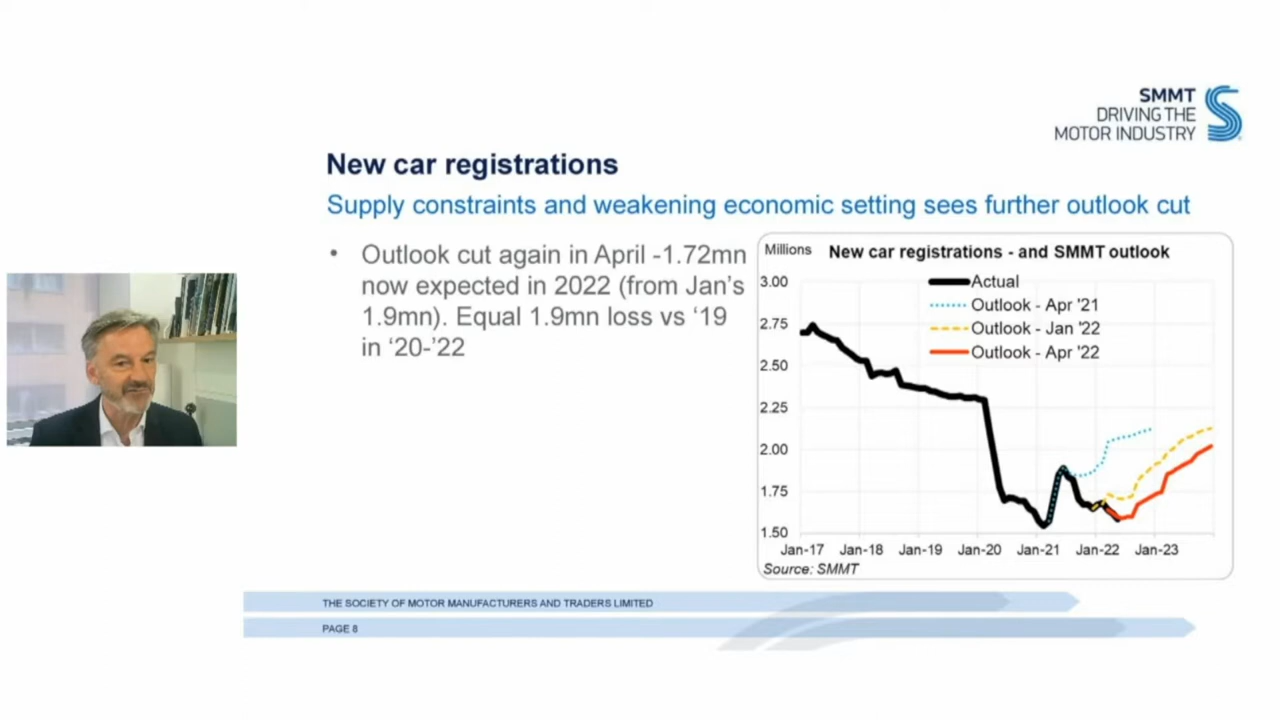 SMMT
DRIVING THE
MOTOR INDUSTRY
New car registrations
Supply constraints and weakening economic setting sees further outlook cut
• Outlook cut again in April -1.72mn
now expected in 2022 (from Jan's
1.9mn). Equal 1.9mn loss vs ‘19
in ‘20-’22
Millions New car registrations - and SMMT outlook
3.00
2.75
2.50
2.25
2.00
1.75
1.50
Actual
Outlook - Apr '21
Outlook - Jan '22
Outlook - Apr '22
Jan-17 Jan-18 Jan-19 Jan-20 Jan-21 Jan-22 Jan-23
Source: SMMT
THE SOCIETY OF MOTOR MANUFACTURERS AND TRADERS LIMITED
PAGE 8